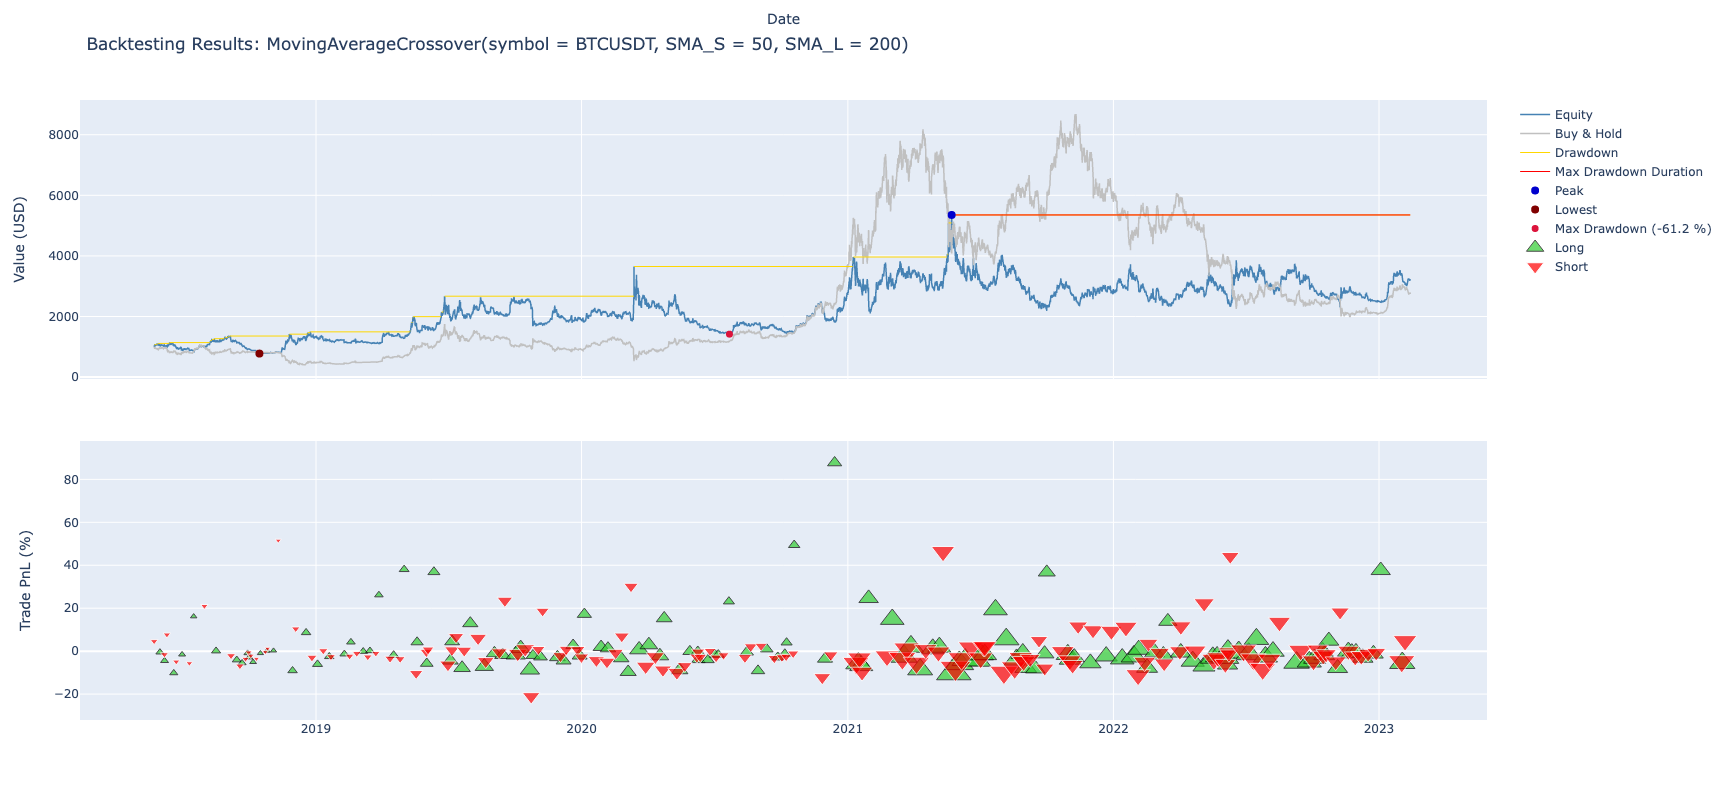 Date
Backtesting Results: MovingAverageCrossover(symbol = BTCUSDT, SMA_S = 50, SMA_L = 200)
Value (USD)
8000
6000
4000
2000
0
Equity
Buy & Hold
Drawdown
Max Drawdown Duration
Peak
Lowest
Max Drawdown (-61.2 %)
Long
Short
Trade PnL (%)
80
60
40
20
0
−20
2019 2020 2021 2022 2023